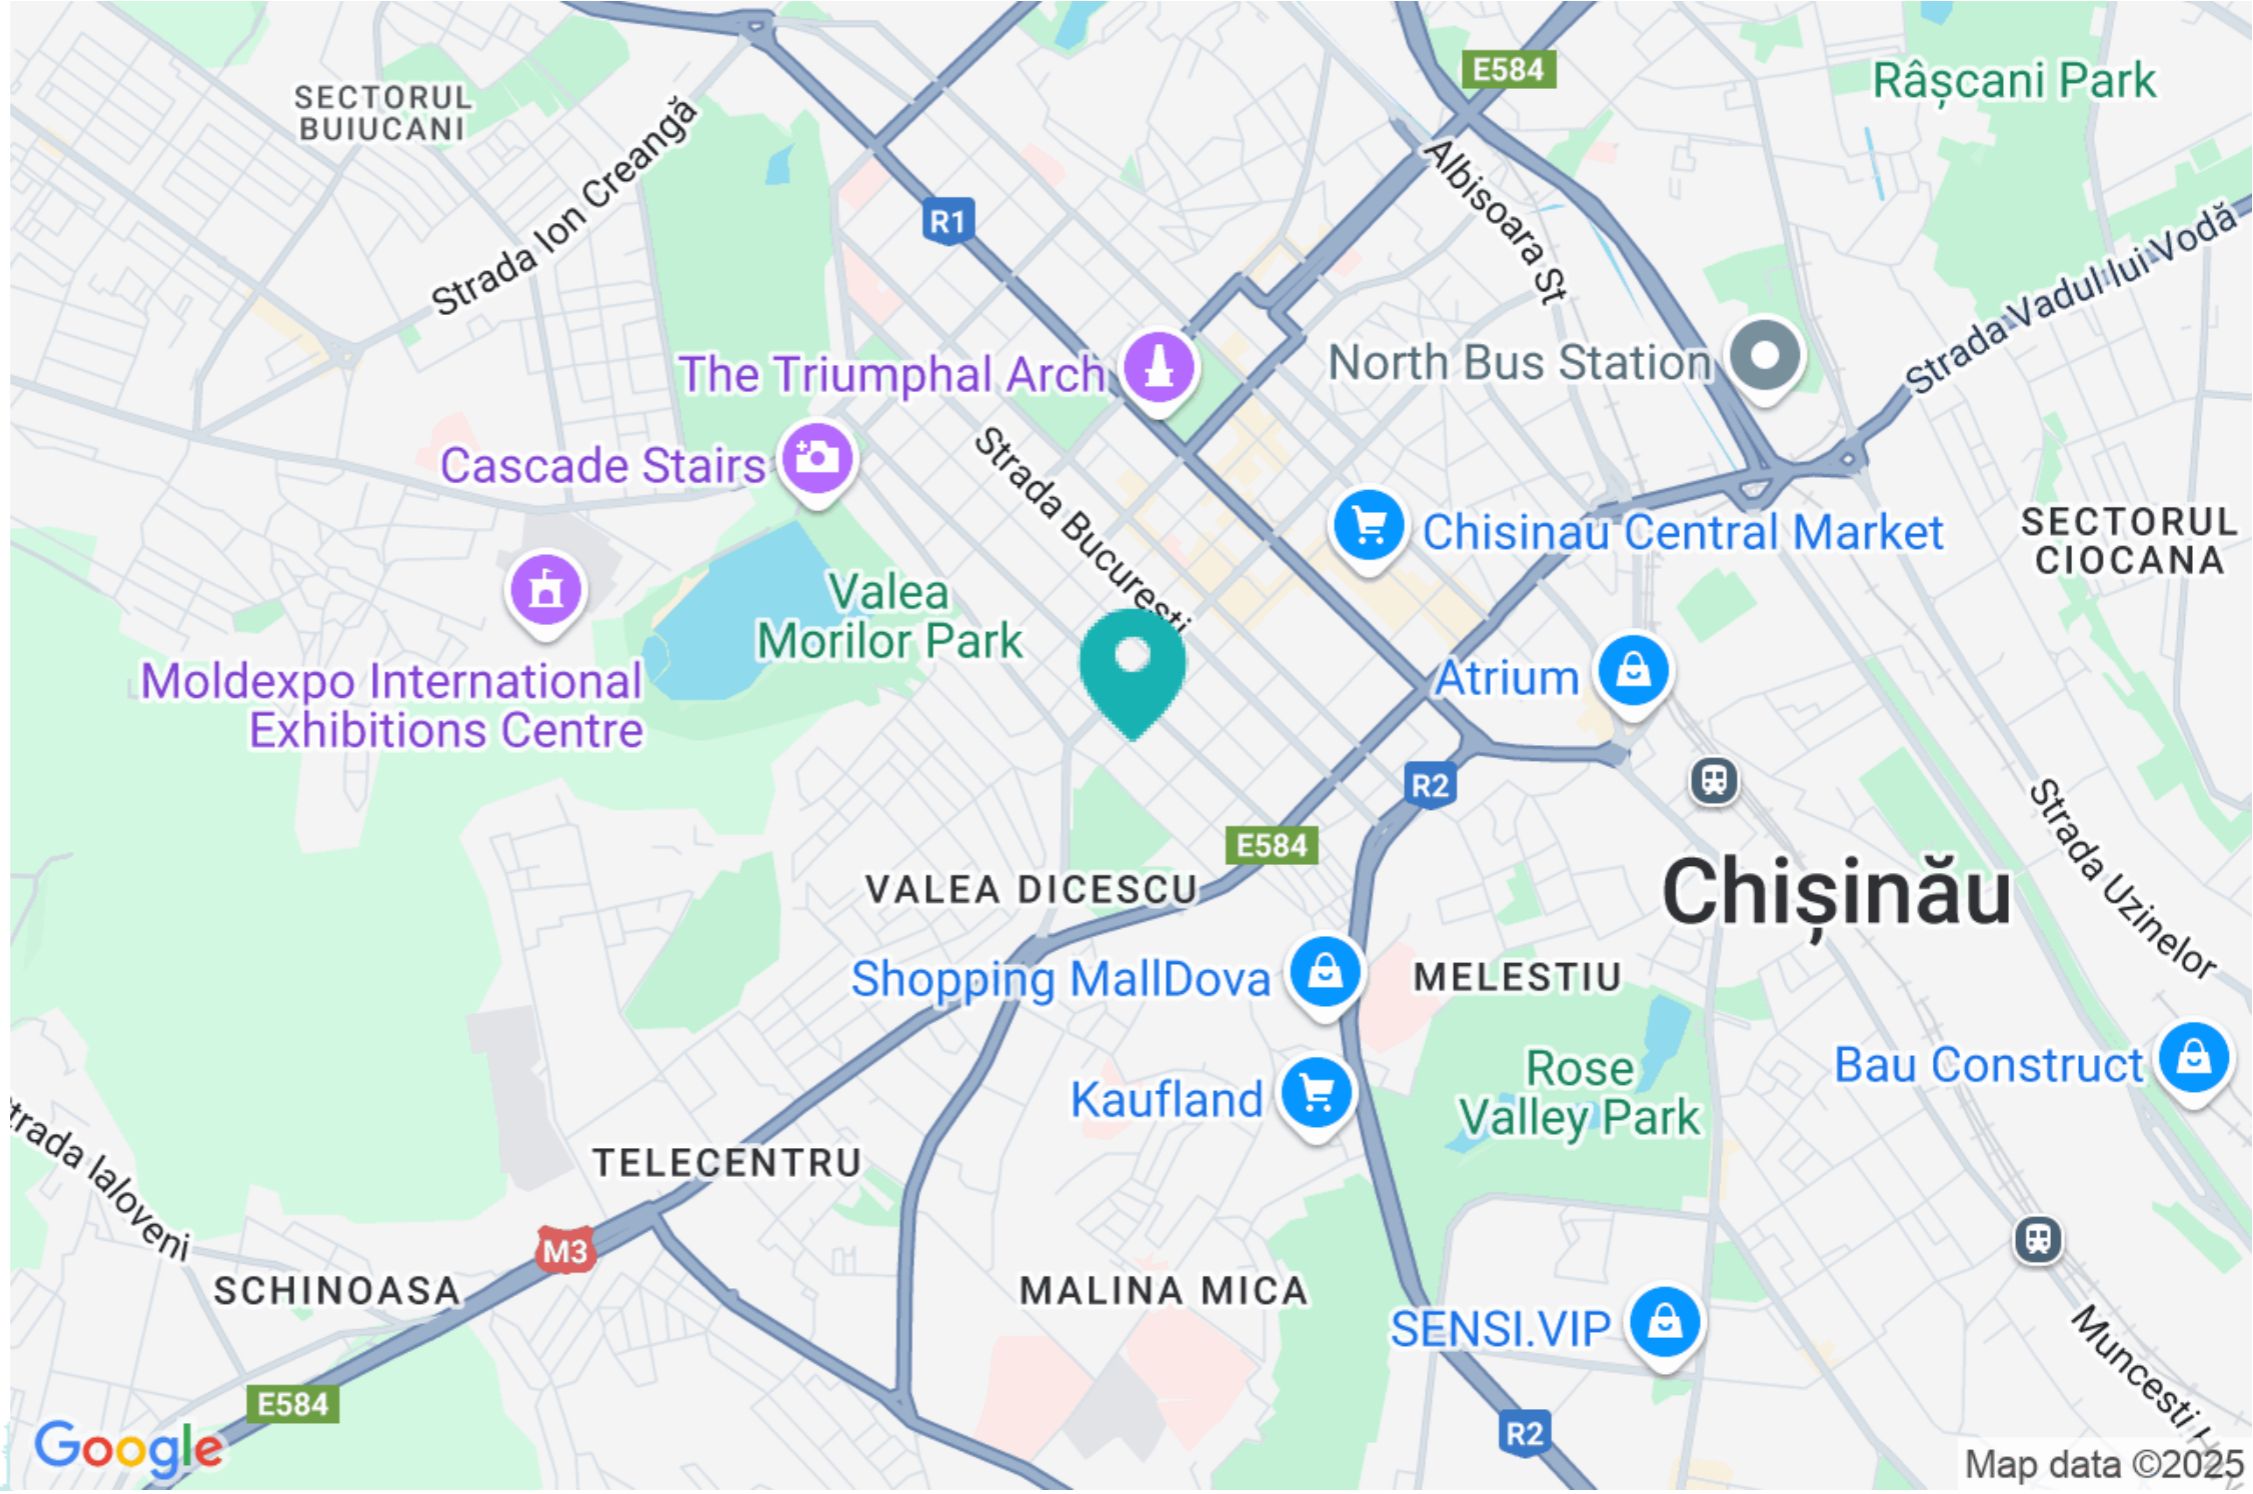 E584
Râșcani Park
SECTORUL
BUIUCANI
Strada Ion Creangă
Albisoara St
R1
Strada Vadul lui Vodă
The Triumphal Arch
North Bus Station
Cascade Stairs
Strada București
Chisinau Central Market
SECTORUL
CIOCANA
Valea
Morilor Park
Moldexpo International
Exhibitions Centre
Atrium
R2
E584
Strada Uzinelor
VALEA DICESCU
Chișinău
Shopping MallDova
MELESTIU
Kaufland
Rose
Valley Park
Bau Construct
trada Ialoveni
TELECENTRU
M3
SCHINOASA
MALINA MICA
SENSI.VIP
Muncesti H
E584
R2
Google
Map data ©2025